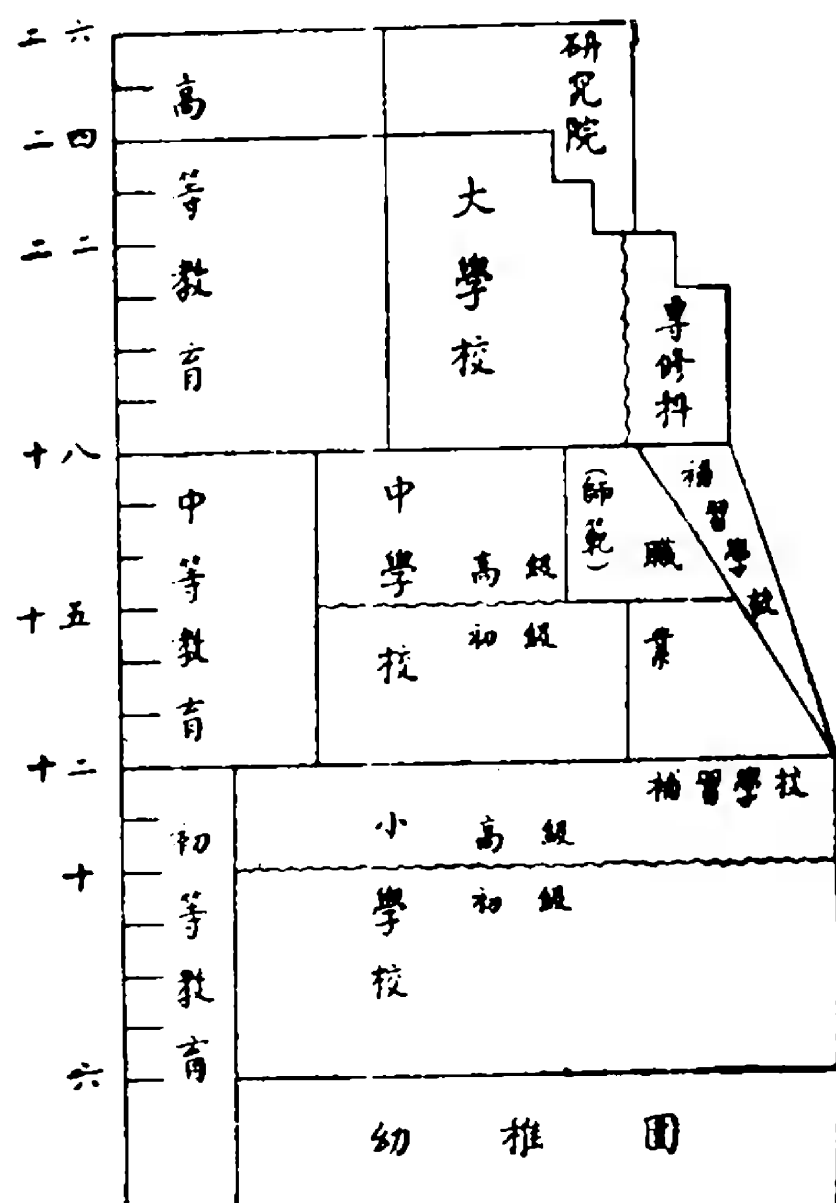 二六
二四
二二
十八
十五
十二
十
六
高等教育
研究院
大學校
專修科
中等教育
中學校
高級
初級
(師範)
職業
補習學校
初等教育
小學校
高級
初級
補習學校
幼稚園